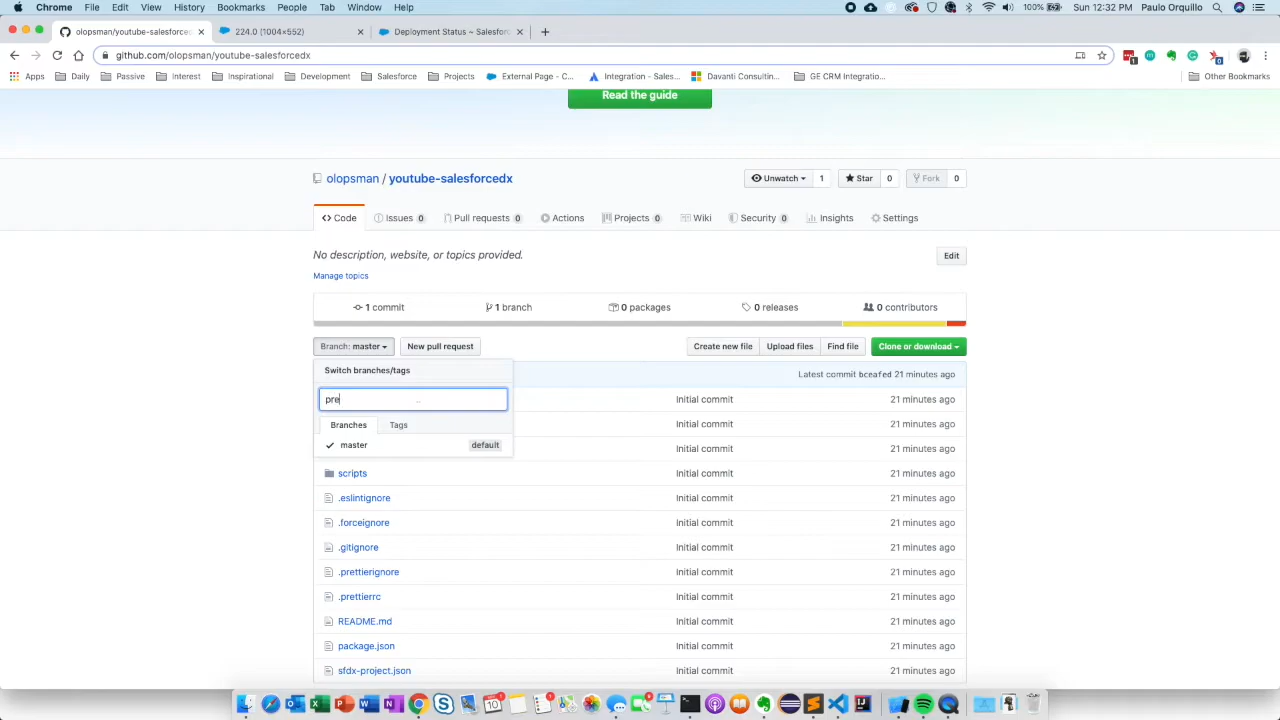 Chrome File Edit View History Bookmarks People Tab Window Help 100% Sun 12:32 PM Paulo Orquillo
olopsman/youtube-salesforcedx 224.0 (1004×552) Deployment Status ~ Salesfor
github.com/olopsman/youtube-salesforcedx
Apps Daily Passive Interest Inspirational Development Salesforce Projects External Page - C... Integration - Sales... Davanti Consultin... GE CRM Integratio... Other Bookmarks
Read the guide
olopsman / youtube-salesforcedx Unwatch 1 Star 0 Fork 0
Code Issues 0 Pull requests 0 Actions Projects 0 Wiki Security 0 Insights Settings
No description, website, or topics provided. Edit
Manage topics
1 commit 1 branch 0 packages 0 releases 0 contributors
Branch: master New pull request Create new file Upload files Find file Clone or download
Switch branches/tags Latest commit bceafed 21 minutes ago
pre Initial commit 21 minutes ago
Branches Tags Initial commit 21 minutes ago
master default Initial commit 21 minutes ago
scripts Initial commit 21 minutes ago
.eslintignore Initial commit 21 minutes ago
.forceignore Initial commit 21 minutes ago
.gitignore Initial commit 21 minutes ago
.prettierignore Initial commit 21 minutes ago
.prettierrc Initial commit 21 minutes ago
README.md Initial commit 21 minutes ago
package.json Initial commit 21 minutes ago
sfdx-project.json Initial commit 21 minutes ago